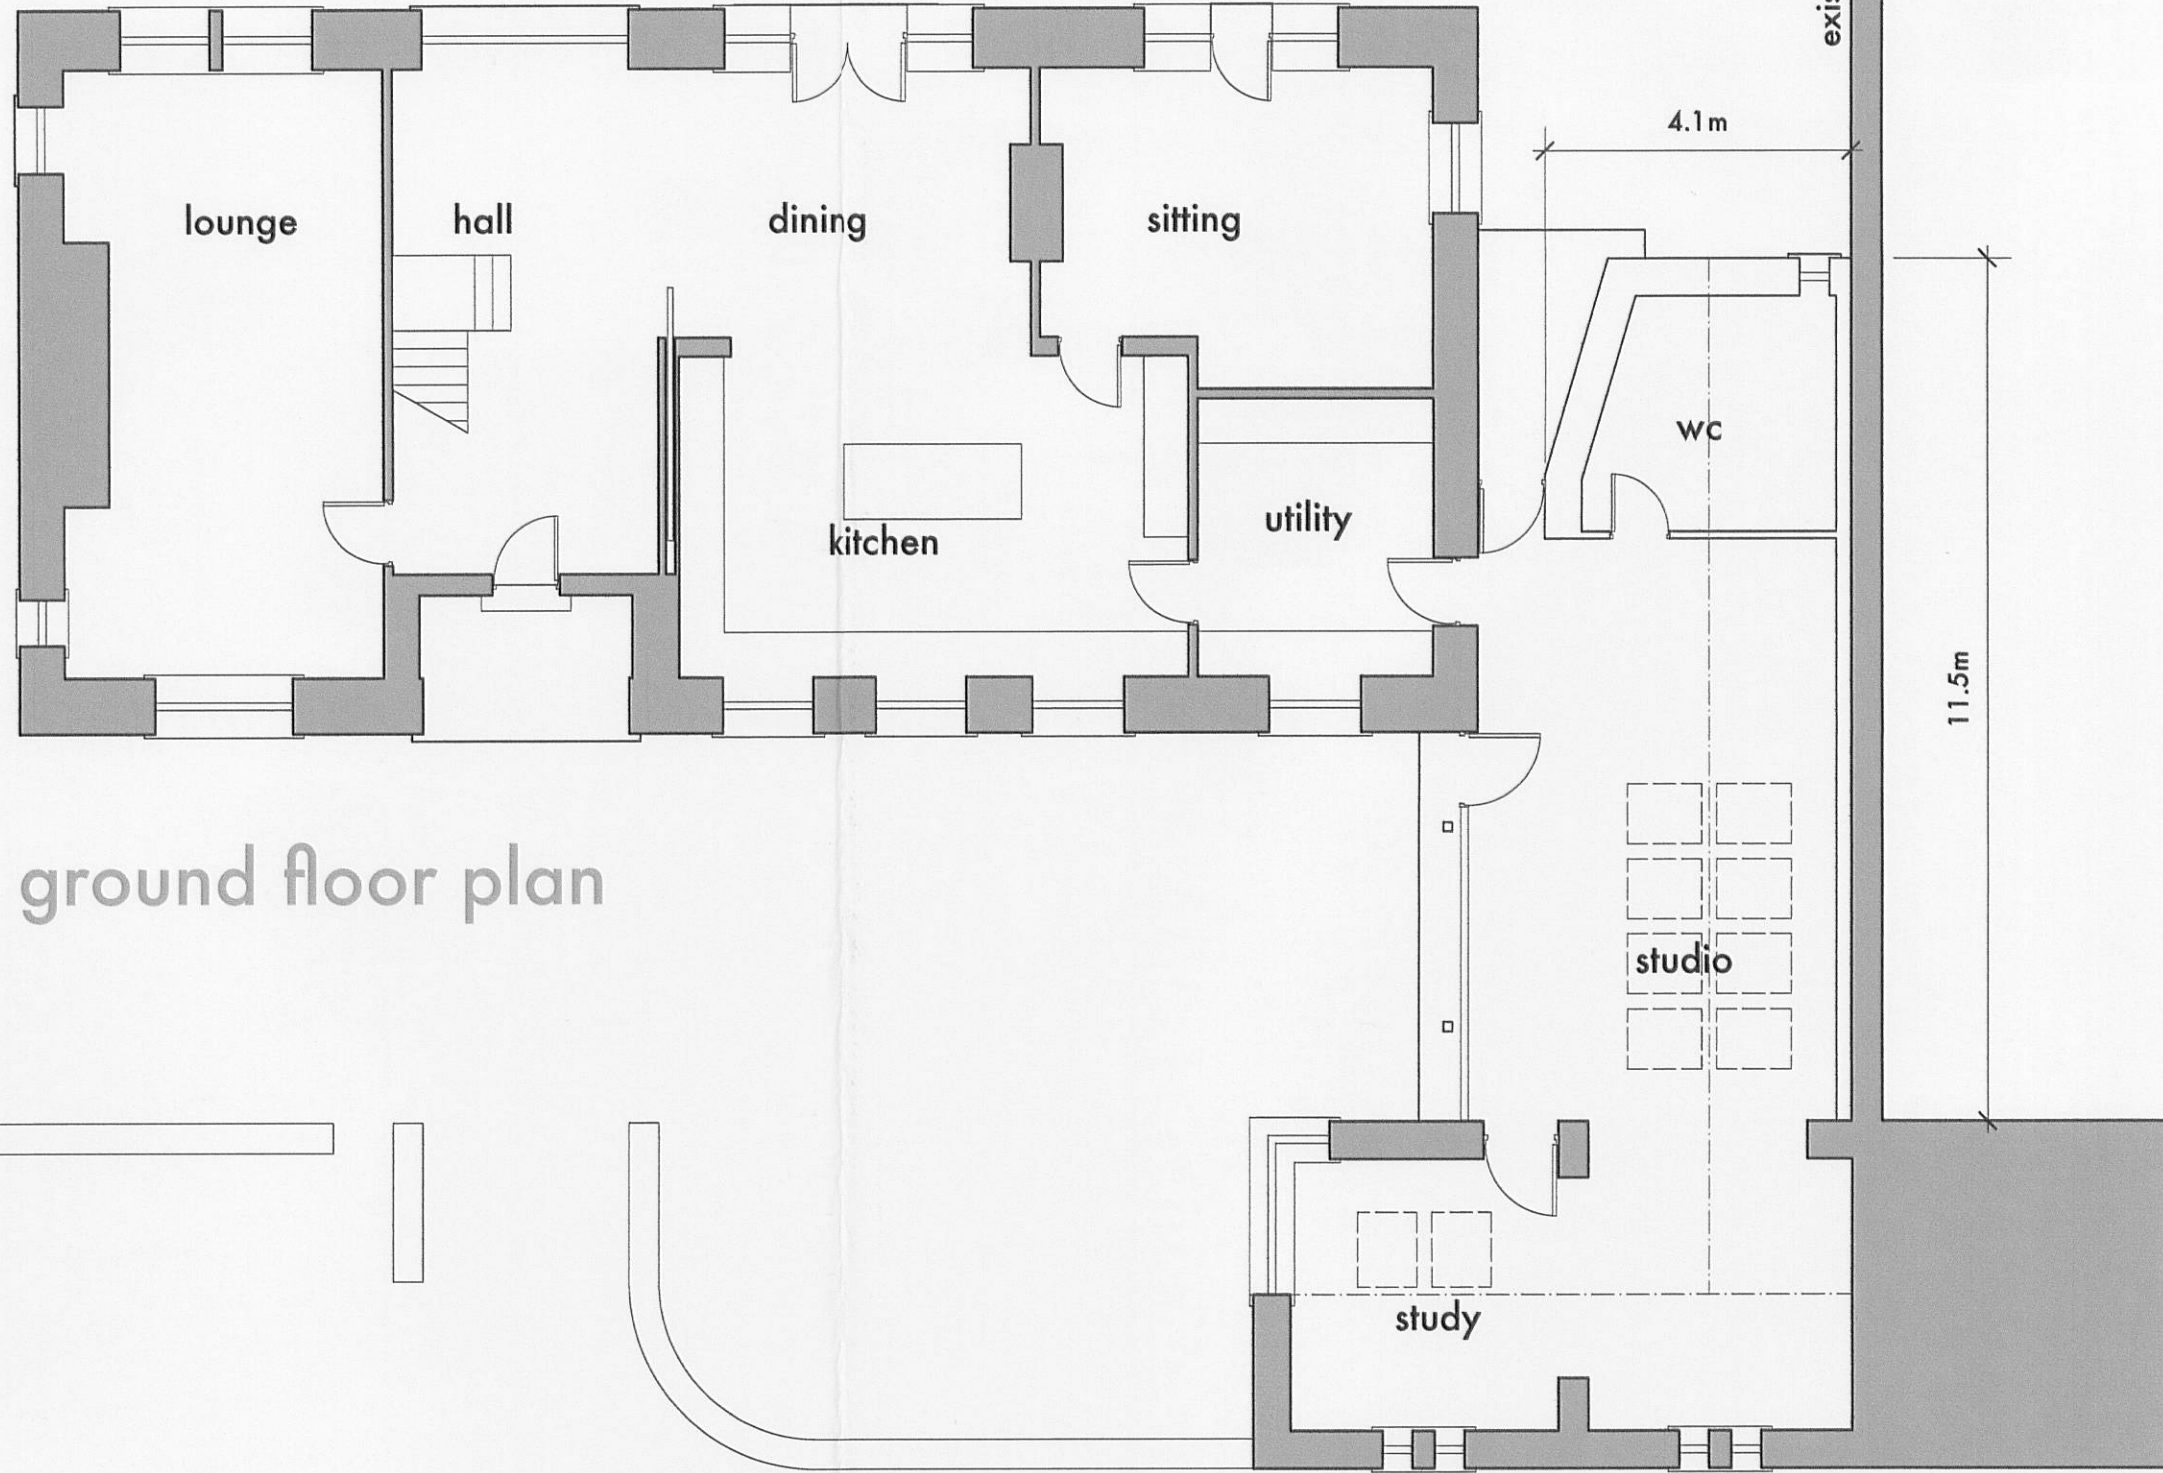 4.1m
lounge
hall
dining
sitting
wc
utility
kitchen
11.5m
ground floor plan
studio
study